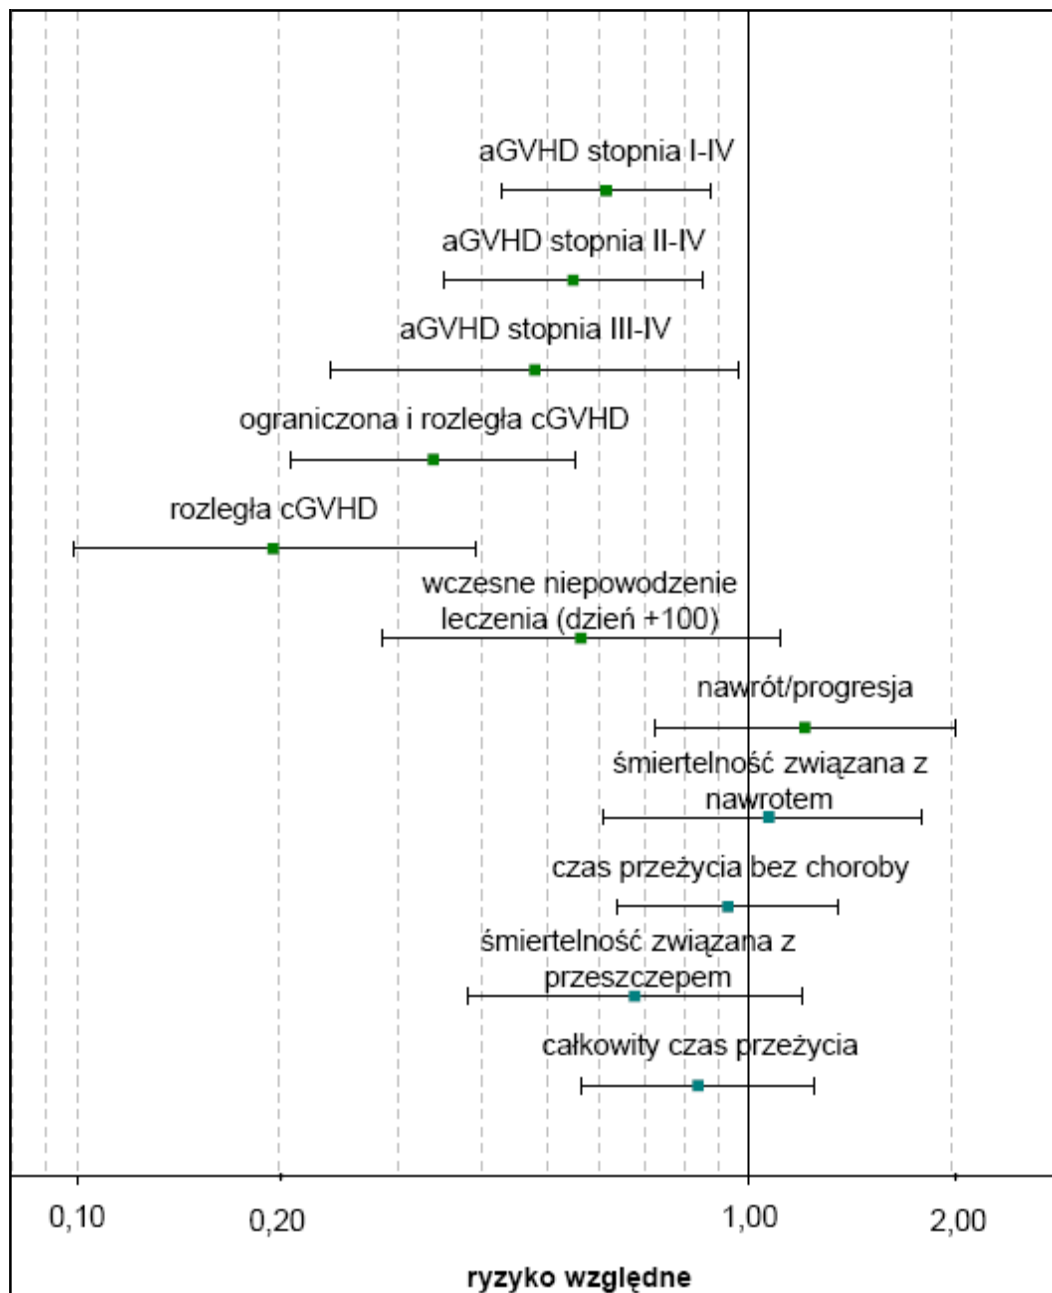 aGVHD stopnia I-IV
aGVHD stopnia II-IV
aGVHD stopnia III-IV
ograniczona i rozległa cGVHD
rozległa cGVHD
wczesne niepowodzenie
leczenia (dzień +100)
nawrót/progresja
śmiertelność związana z
nawrotem
czas przeżycia bez choroby
śmiertelność związana z
przeszczepem
całkowity czas przeżycia
0,10 0,20 1,00 2,00
ryzyko względne